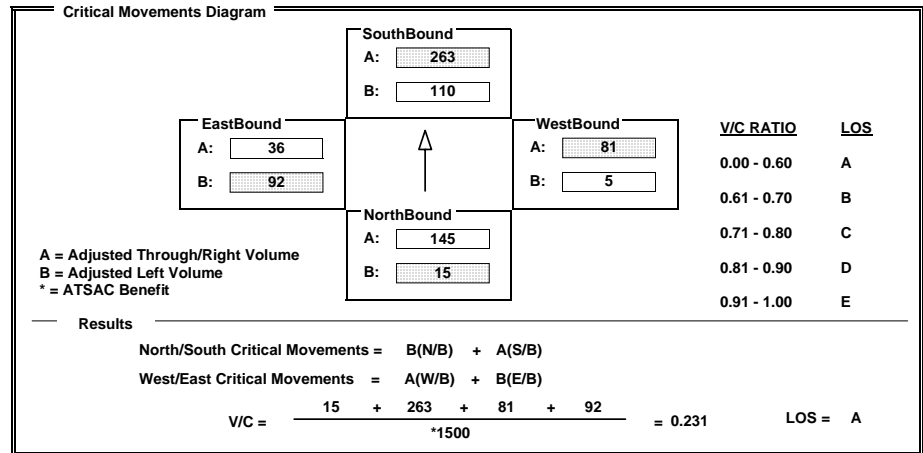 Critical Movements Diagram
SouthBound
A: 263
B: 110
EastBound
A: 36
B: 92
WestBound
A: 81
B: 5
NorthBound
A: 145
B: 15
V/C RATIO LOS
0.00 - 0.60 A
0.61 - 0.70 B
0.71 - 0.80 C
0.81 - 0.90 D
0.91 - 1.00 E
A = Adjusted Through/Right Volume
B = Adjusted Left Volume
* = ATSAC Benefit
Results
North/South Critical Movements = B(N/B) + A(S/B)
West/East Critical Movements = A(W/B) + B(E/B)
15 + 263 + 81 + 92
V/C = = 0.231 LOS = A
*1500